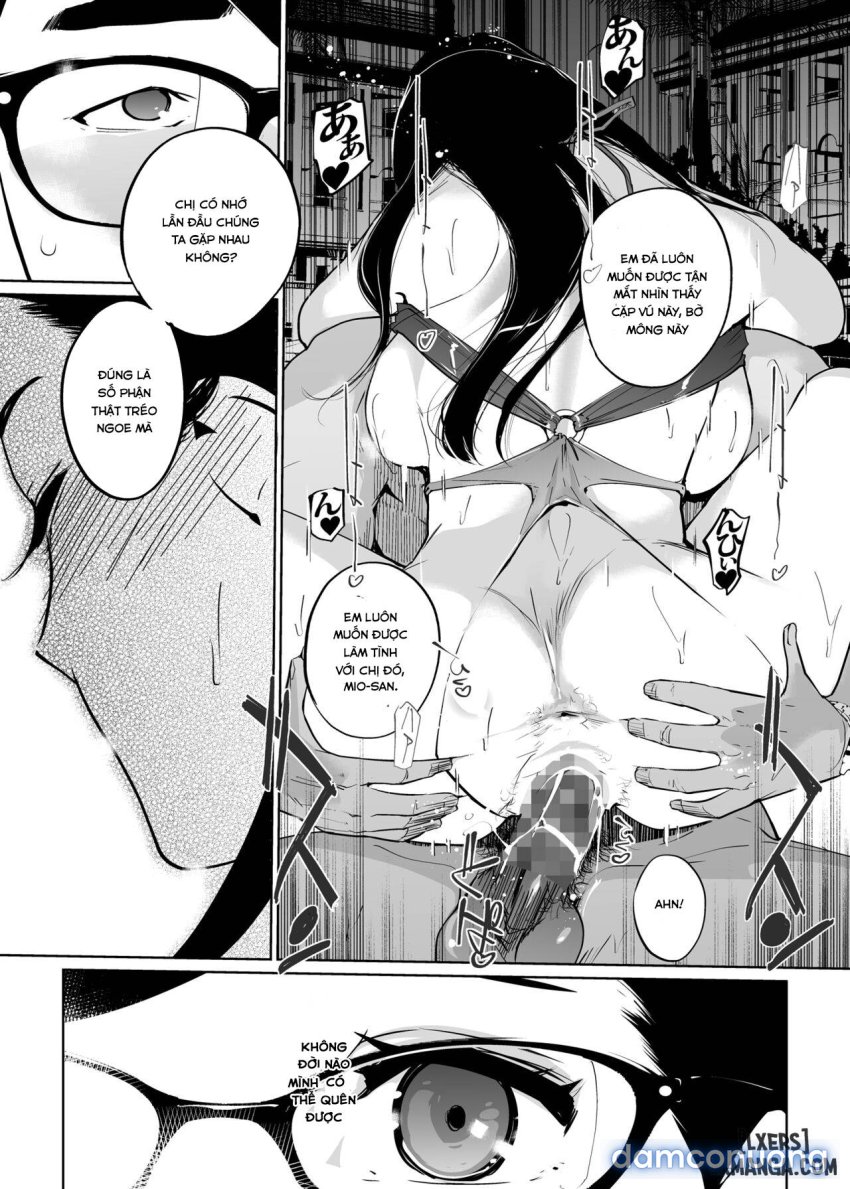 あん♥
ああ♥
CHỊ CÓ NHỚ
LẦN ĐẦU CHÚNG
TA GẶP NHAU
KHÔNG?
EM ĐÃ LUÔN
MUỐN ĐƯỢC TẬN
MẮT NHÌN THẤY
CẶP VÚ NÀY, BỜ
MÔNG NÀY
ĐÚNG LÀ
SỐ PHẬN
THẬT TRÉO
NGOE MÀ
ん♥
んひぃ♥
EM LUÔN
MUỐN ĐƯỢC
LÀM TÌNH
VỚI CHỊ ĐÓ,
MIO-SAN.
AHN!
KHÔNG
ĐỜI NÀO
MÌNH CÓ
THỂ QUÊN
ĐƯỢC
LXERS]
damconuong
MANGA.COM